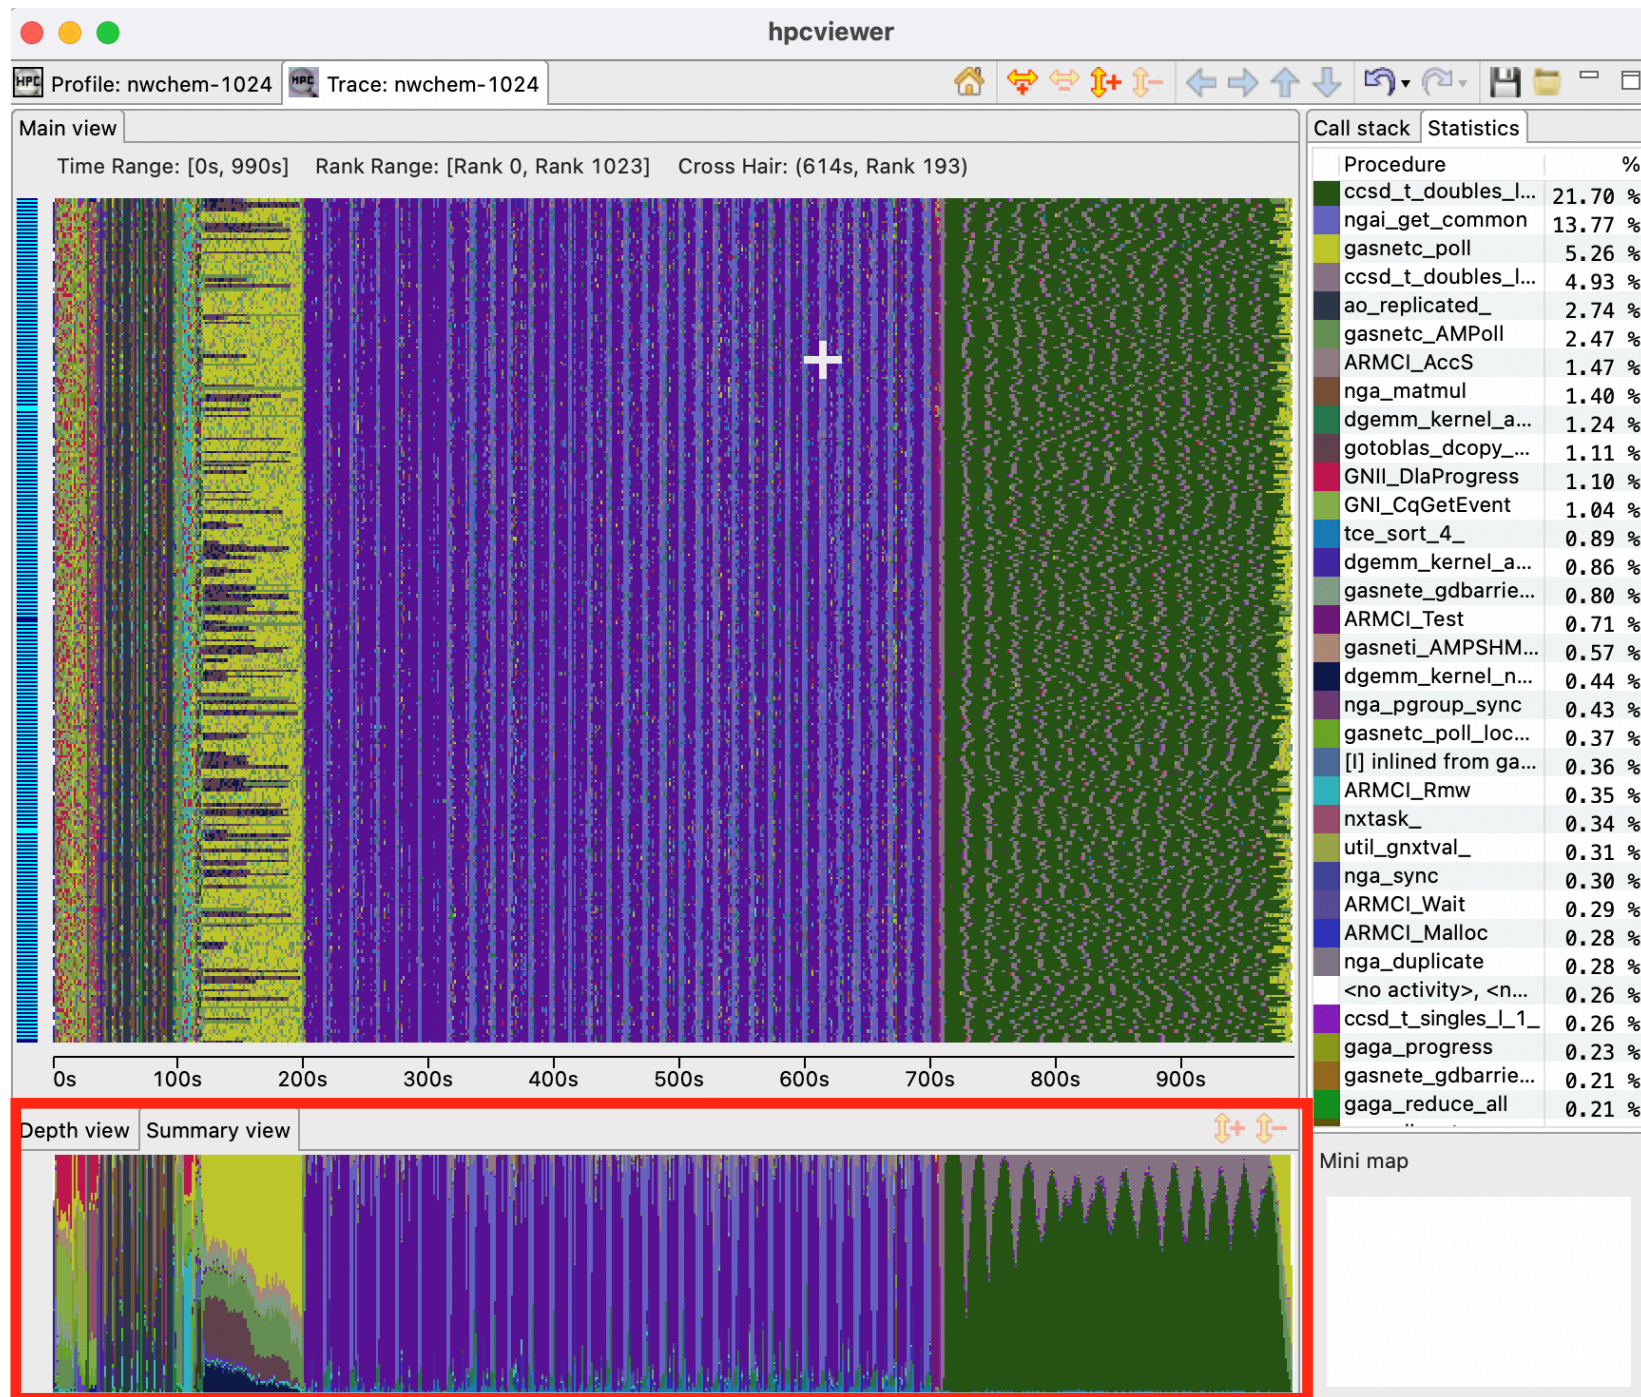 hpcviewer
HPC Profile: nwchem-1024
HPC Trace: nwchem-1024
Main view
Time Range: [0s, 990s] Rank Range: [Rank 0, Rank 1023] Cross Hair: (614s, Rank 193)
0s 100s 200s 300s 400s 500s 600s 700s 800s 900s
Depth view Summary view
Call stack Statistics
Procedure %
ccsd_t_doubles_l... 21.70 %
ngai_get_common 13.77 %
gasnetc_poll 5.26 %
ccsd_t_doubles_l... 4.93 %
ao_replicated_ 2.74 %
gasnetc_AMPoll 2.47 %
ARMCI_AccS 1.47 %
nga_matmul 1.40 %
dgemm_kernel_a... 1.24 %
gotoblas_dcopy_... 1.11 %
GNII_DlaProgress 1.10 %
GNI_CqGetEvent 1.04 %
tce_sort_4_ 0.89 %
dgemm_kernel_a... 0.86 %
gasnete_gdbarrie... 0.80 %
ARMCI_Test 0.71 %
gasneti_AMPSHM... 0.57 %
dgemm_kernel_n... 0.44 %
nga_pgroup_sync 0.43 %
gasnetc_poll_loc... 0.37 %
[I] inlined from ga... 0.36 %
ARMCI_Rmw 0.35 %
nxtask_ 0.34 %
util_gnxtval_ 0.31 %
nga_sync 0.30 %
ARMCI_Wait 0.29 %
ARMCI_Malloc 0.28 %
nga_duplicate 0.28 %
<no activity>, <n... 0.26 %
ccsd_t_singles_l_1_ 0.26 %
gaga_progress 0.23 %
gasnete_gdbarrie... 0.21 %
gaga_reduce_all 0.21 %
Mini map